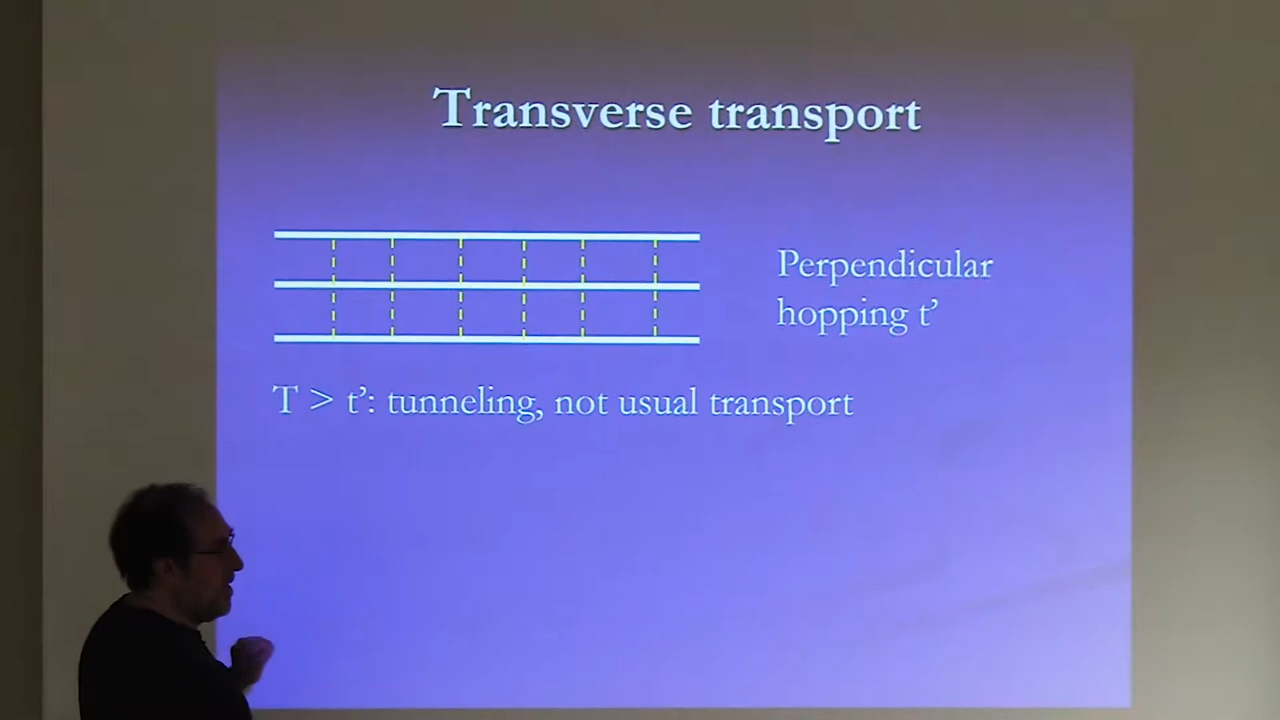 Transverse transport
Perpendicular
hopping t’
T > t’: tunneling, not usual transport